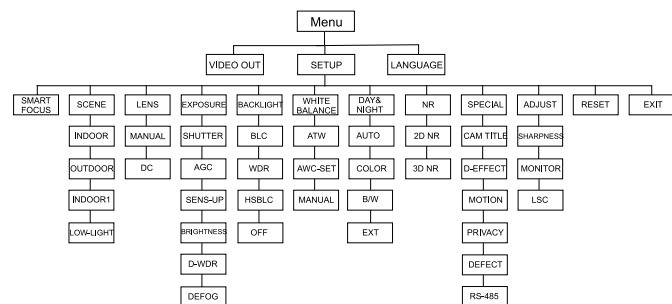 Menu
VIDEO OUT
SETUP
LANGUAGE
SMART
FOCUS
SCENE
LENS
EXPOSURE
BACKLIGHT
WHITE
BALANCE
DAY&
NIGHT
NR
SPECIAL
ADJUST
RESET
EXIT
INDOOR
MANUAL
SHUTTER
BLC
ATW
AUTO
2D NR
CAM TITLE
SHARPNESS
OUTDOOR
DC
AGC
WDR
AWC-SET
COLOR
3D NR
D-EFFECT
MONITOR
INDOOR1
SENS-UP
HSBLC
MANUAL
B/W
MOTION
LSC
LOW-LIGHT
BRIGHTNESS
OFF
EXT
PRIVACY
D-WDR
DEFECT
DEFOG
RS-485